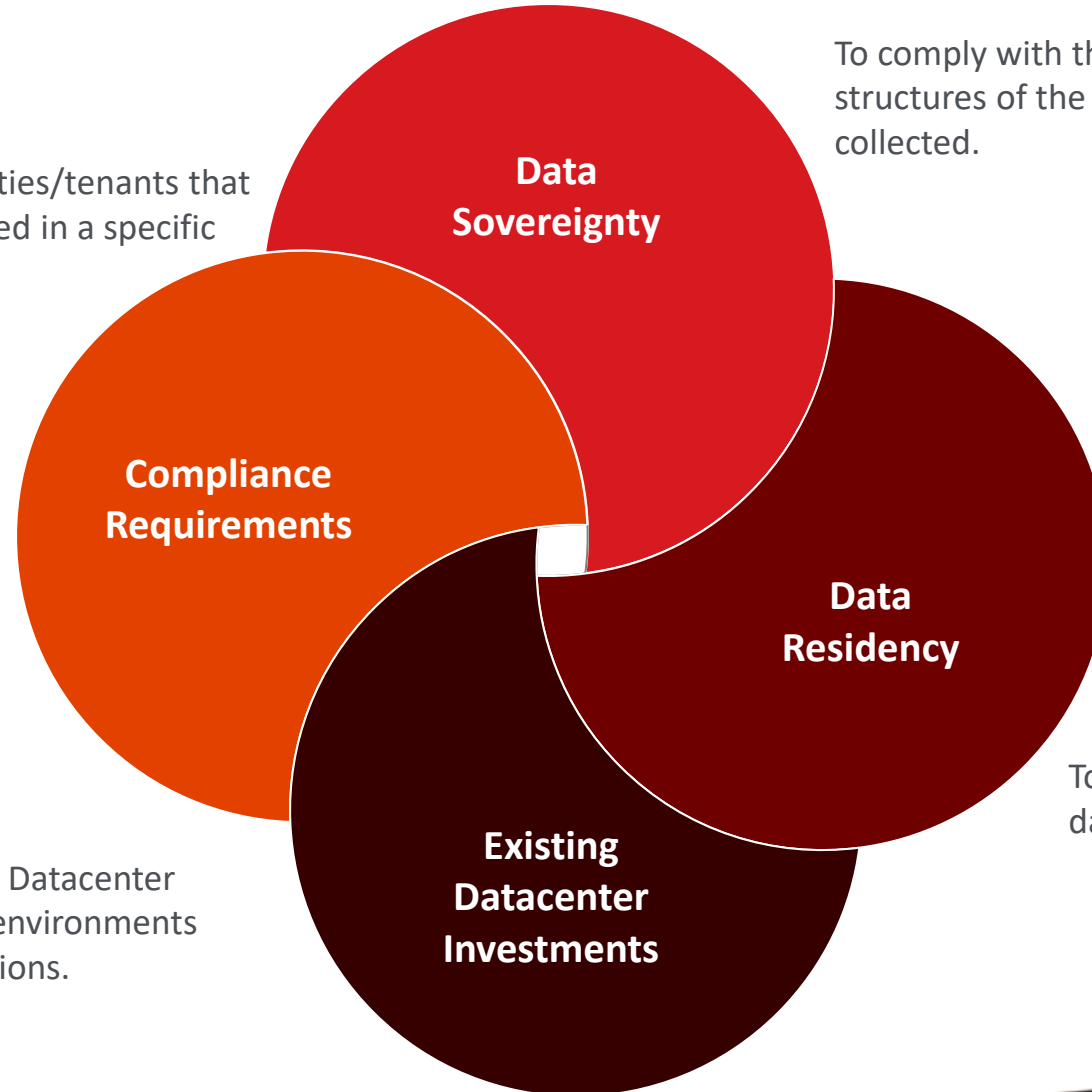 To comply with th
structures of the
collected.
ties/tenants that
ed in a specific
Data
Sovereignty
Compliance
Requirements
Data
Residency
To
da
Existing
Datacenter
Investments
Datacenter
environments
tions.